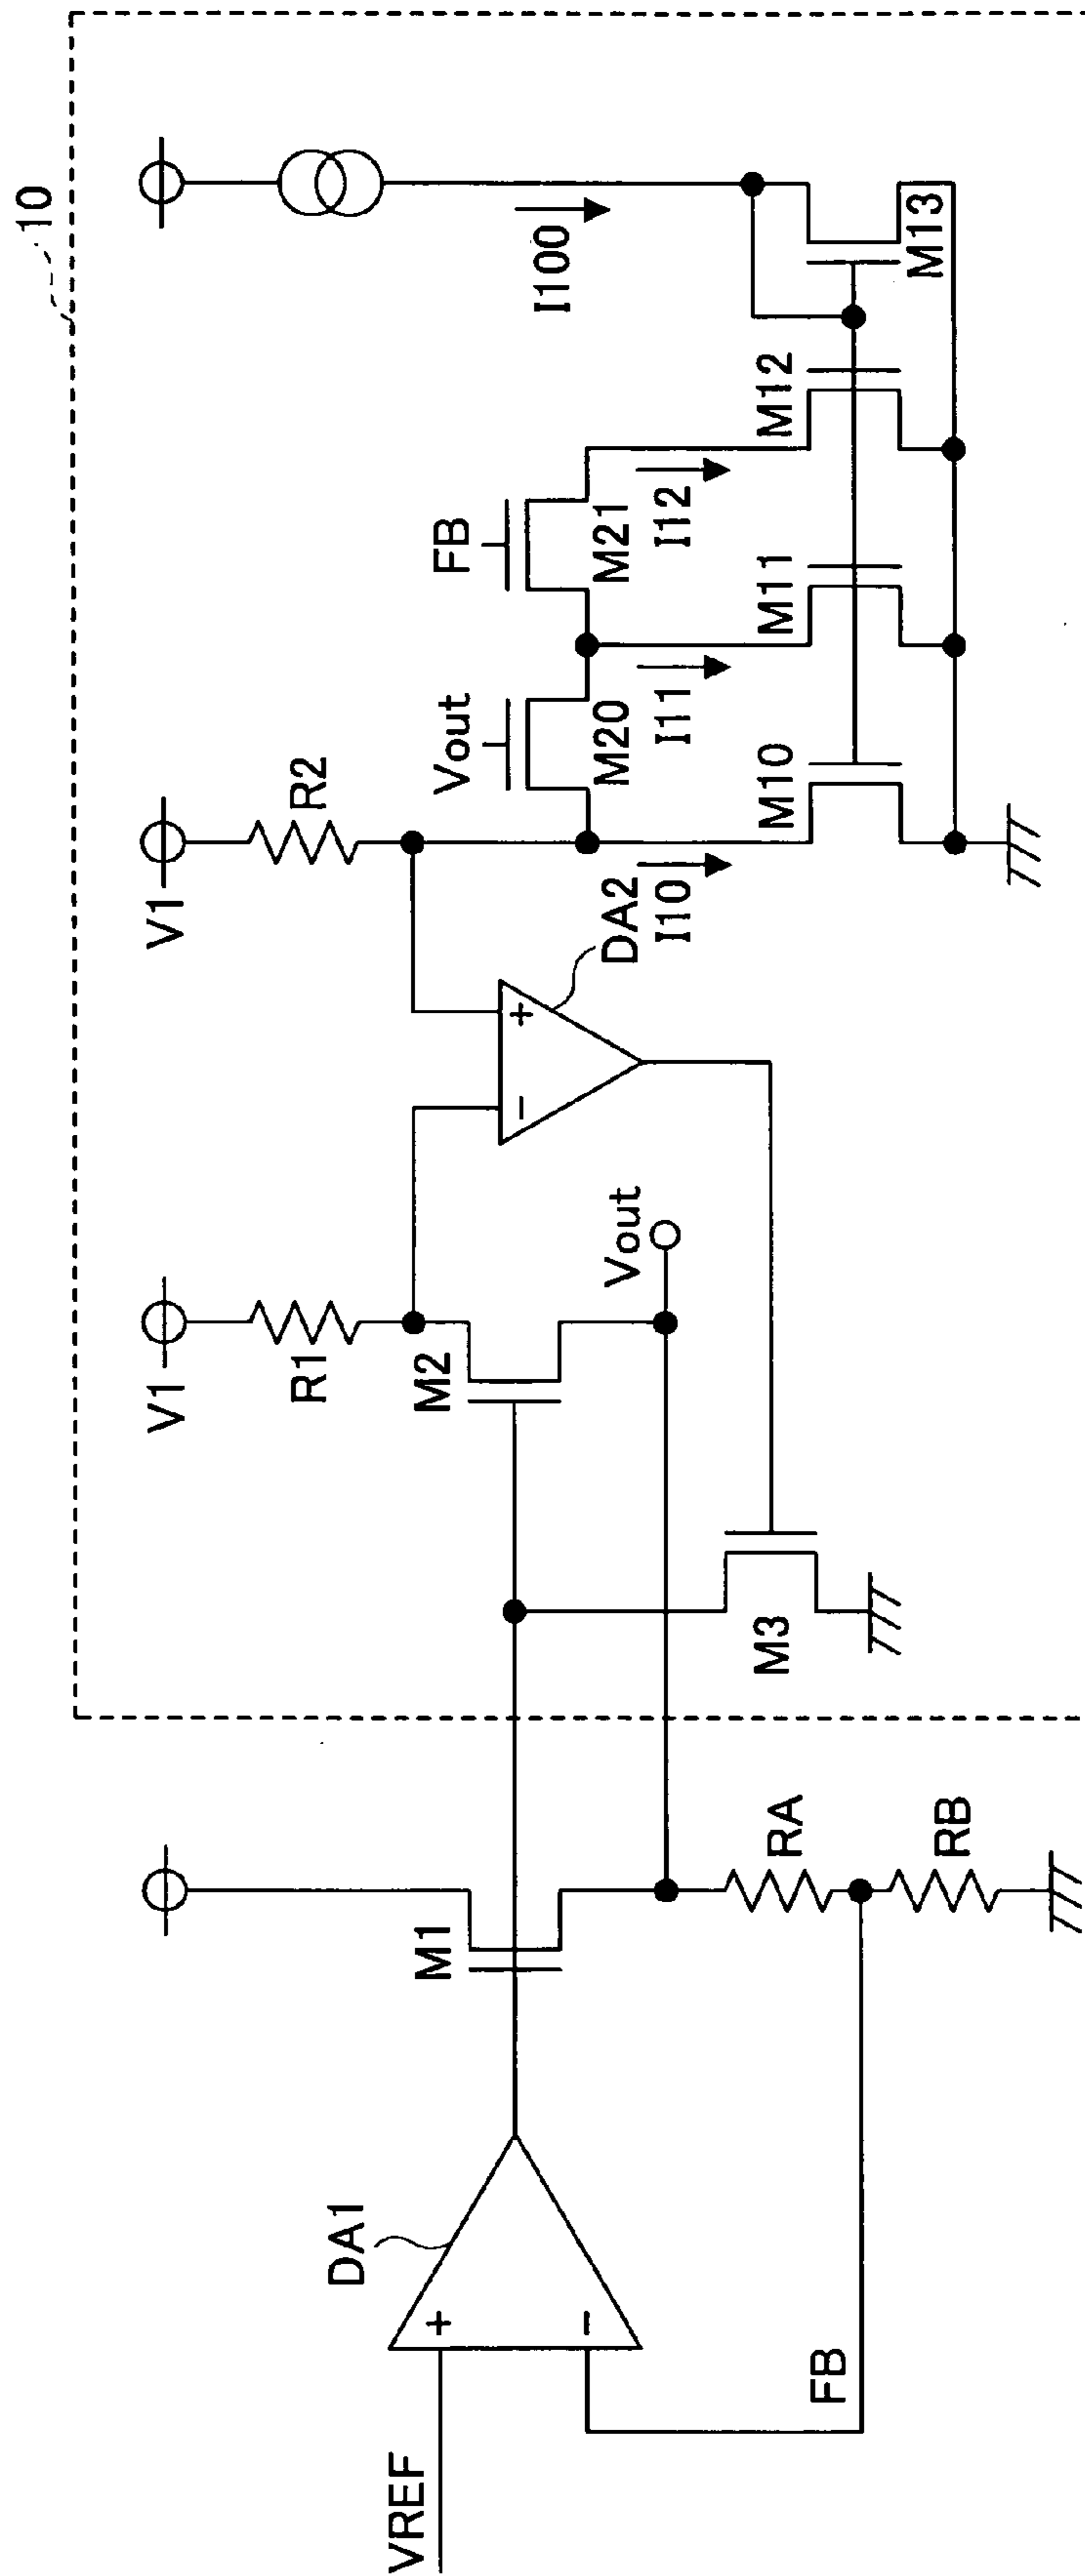 10
V1
R1
V1
R2
I100
M1
M2
DA1
VREF
+
−
FB
RA
RB
M3
Vout
−
+
DA2
I10
Vout
M20
I11
FB
M21
I12
M10
M11
M12
M13